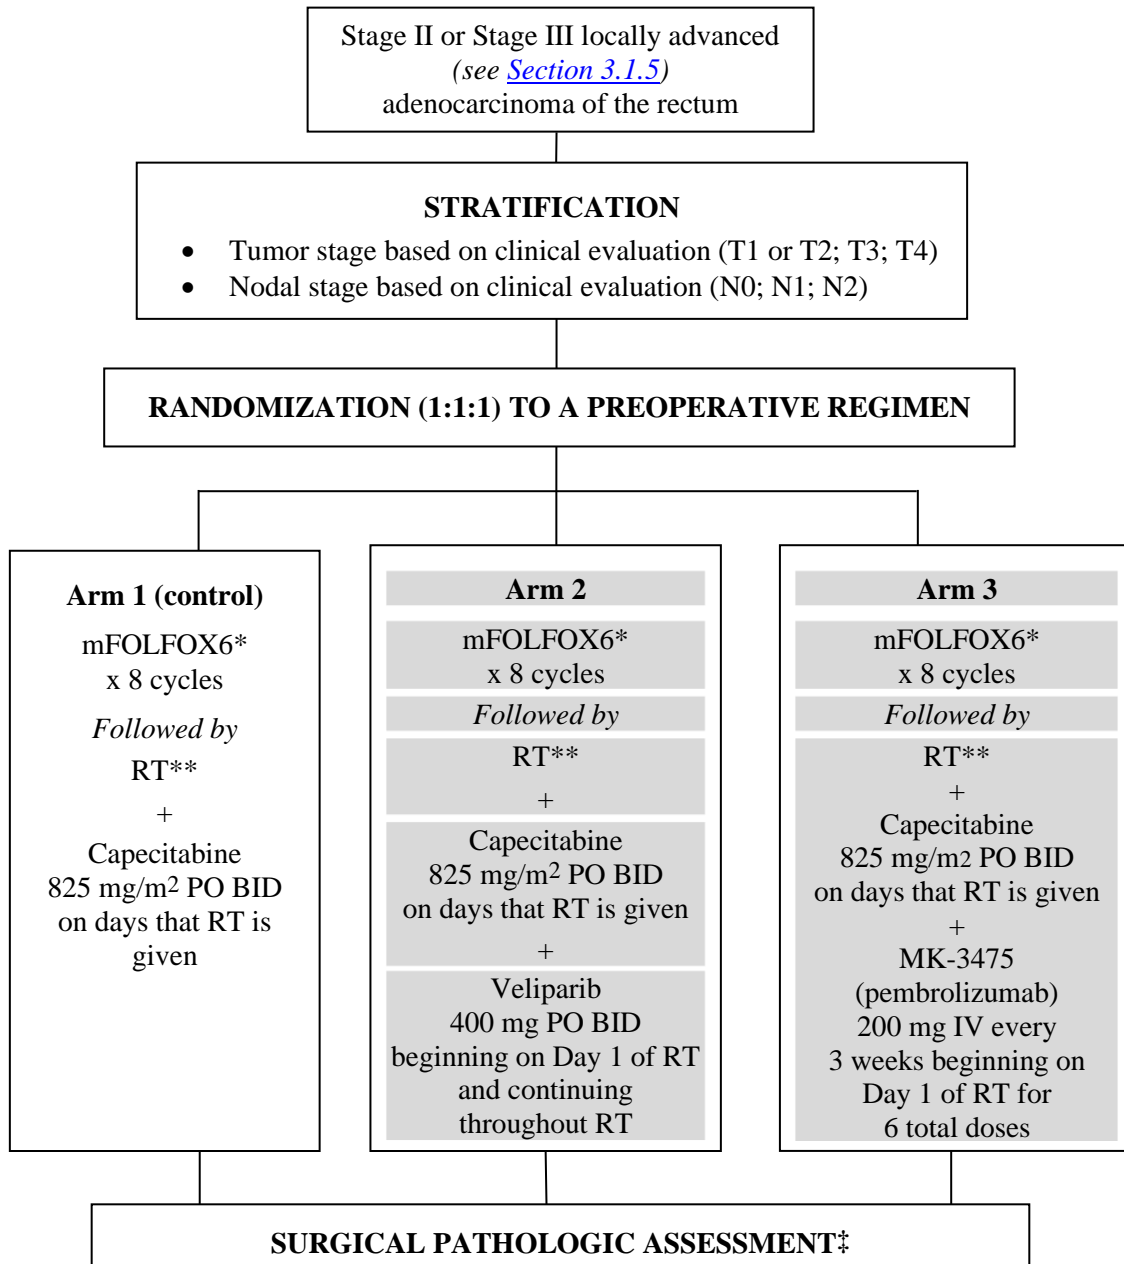 Stage II or Stage III locally advanced
(see Section 3.1.5)
adenocarcinoma of the rectum
STRATIFICATION
• Tumor stage based on clinical evaluation (T1 or T2; T3; T4)
• Nodal stage based on clinical evaluation (N0; N1; N2)
RANDOMIZATION (1:1:1) TO A PREOPERATIVE REGIMEN
Arm 1 (control)
mFOLFOX6*
x 8 cycles
Followed by
RT**
+
Capecitabine
825 mg/m2 PO BID
on days that RT is
given
Arm 2
mFOLFOX6*
x 8 cycles
Followed by
RT**
+
Capecitabine
825 mg/m2 PO BID
on days that RT is given
+
Veliparib
400 mg PO BID
beginning on Day 1 of RT
and continuing
throughout RT
Arm 3
mFOLFOX6*
x 8 cycles
Followed by
RT**
+
Capecitabine
825 mg/m2 PO BID
on days that RT is given
+
MK-3475
(pembrolizumab)
200 mg IV every
3 weeks beginning on
Day 1 of RT for
6 total doses
SURGICAL PATHOLOGIC ASSESSMENT‡